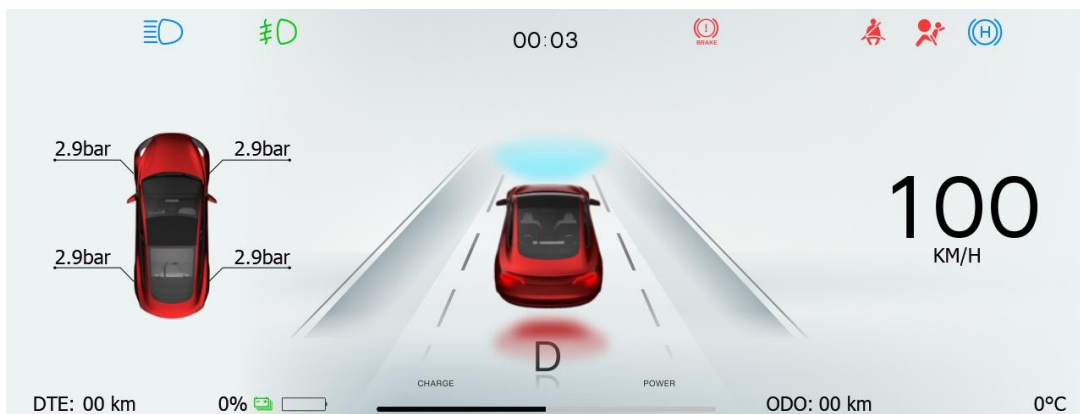 00:03
BRAKE
H
2.9bar 2.9bar
100
KM/H
2.9bar 2.9bar
D
CHARGE POWER
DTE: 00 km 0% ODO: 00 km 0°C